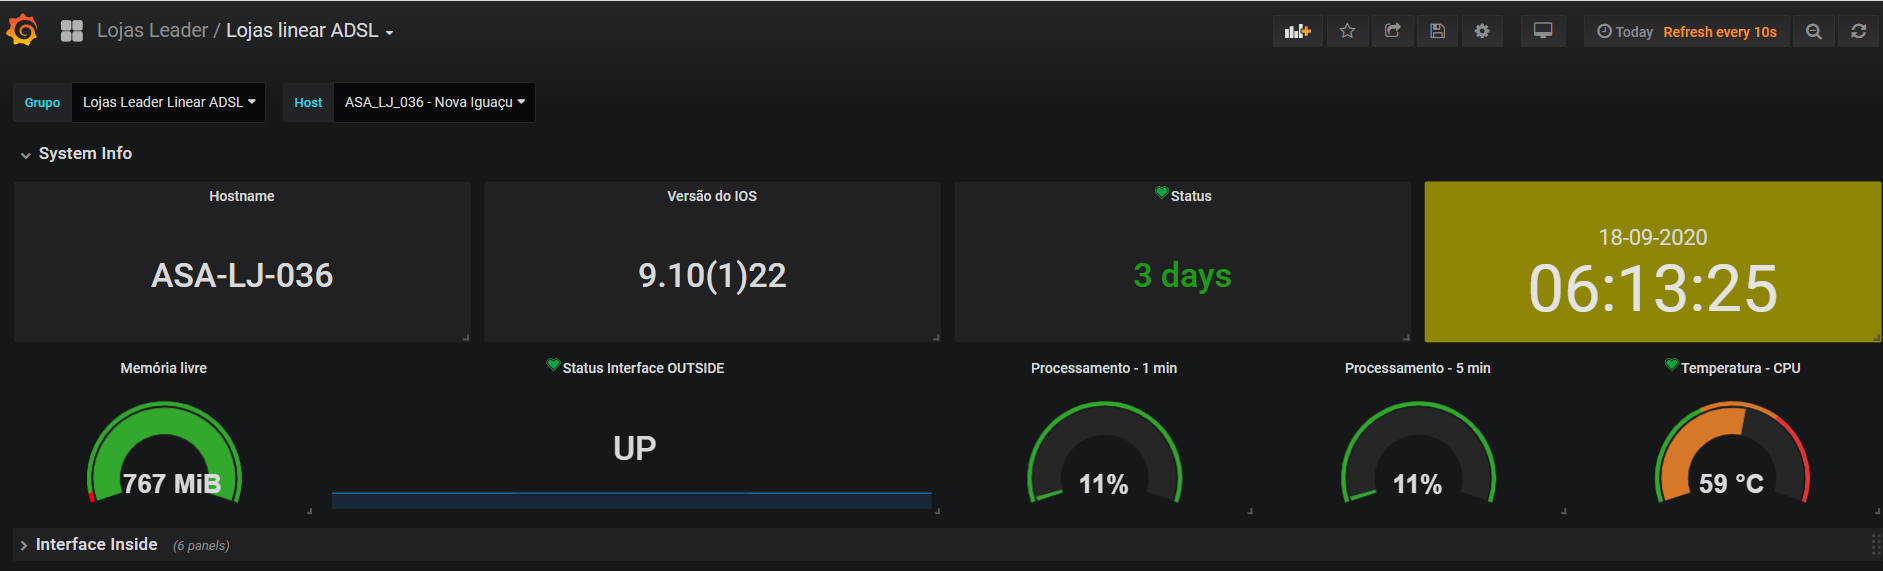 Lojas Leader / Lojas linear ADSL
Today Refresh every 10s
Grupo Lojas Leader Linear ADSL Host ASA_LJ_036 - Nova Iguaçu
System Info
Hostname
ASA-LJ-036
Versão do IOS
9.10(1)22
Status
3 days
18-09-2020
06:13:25
Memória livre
767 MiB
Status Interface OUTSIDE
UP
Processamento - 1 min
11%
Processamento - 5 min
11%
Temperatura - CPU
59 °C
Interface Inside (6 panels)